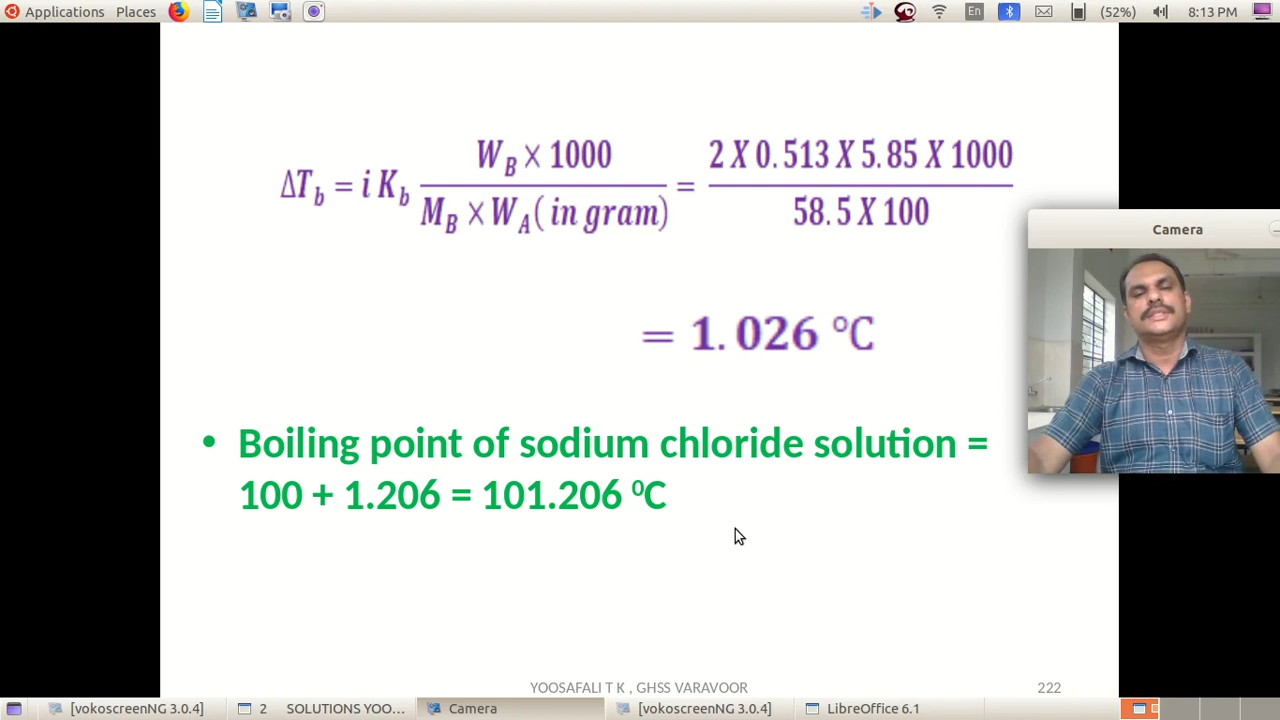 Applications Places En (52%) 8:13 PM
ΔT_b = i K_b (W_B × 1000) / (M_B × W_A( in gram)) = (2 X 0.513 X 5.85 X 1000) / (58.5 X 100)
Camera
= 1.026 °C
• Boiling point of sodium chloride solution =
100 + 1.206 = 101.206 ⁰C
YOOSAFALI T K , GHSS VARAVOOR 222
[vokoscreenNG 3.0.4] 2 SOLUTIONS YOO... Camera [vokoscreenNG 3.0.4] LibreOffice 6.1